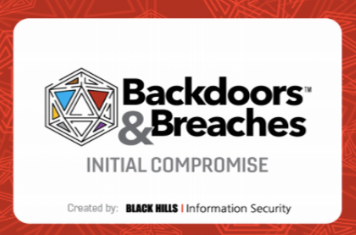 Backdoors™
&Breaches
INITIAL COMPROMISE
Created by: BLACK HILLS | Information Security